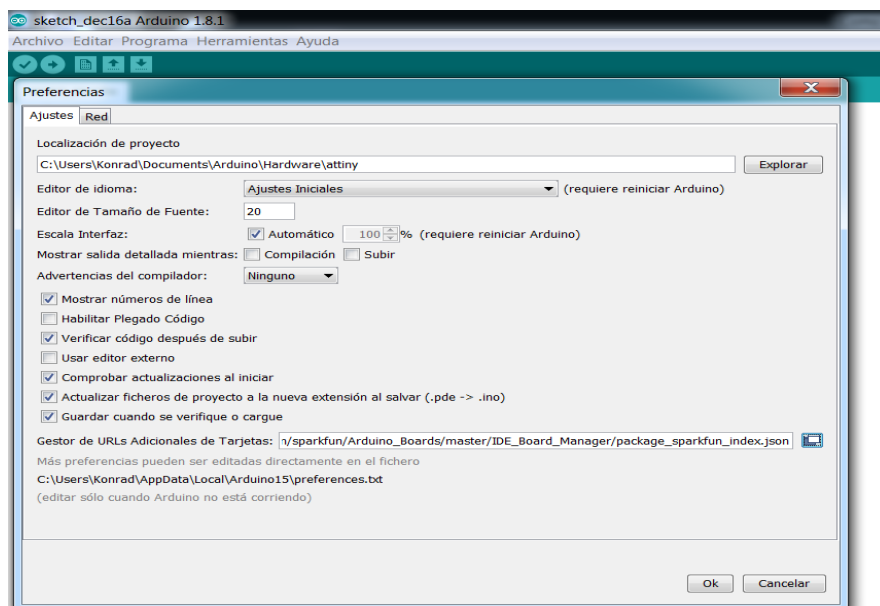 sketch_dec16a Arduino 1.8.1
Archivo Editar Programa Herramientas Ayuda
Preferencias
Ajustes Red
Localización de proyecto
C:\Users\Konrad\Documents\Arduino\Hardware\attiny Explorar
Editor de idioma: Ajustes Iniciales (requiere reiniciar Arduino)
Editor de Tamaño de Fuente: 20
Escala Interfaz: Automático 100 % (requiere reiniciar Arduino)
Mostrar salida detallada mientras: Compilación Subir
Advertencias del compilador: Ninguno
Mostrar números de línea
Habilitar Plegado Código
Verificar código después de subir
Usar editor externo
Comprobar actualizaciones al iniciar
Actualizar ficheros de proyecto a la nueva extensión al salvar (.pde -> .ino)
Guardar cuando se verifique o cargue
Gestor de URLs Adicionales de Tarjetas: /sparkfun/Arduino_Boards/master/IDE_Board_Manager/package_sparkfun_index.json
Más preferencias pueden ser editadas directamente en el fichero
C:\Users\Konrad\AppData\Local\Arduino15\preferences.txt
(editar sólo cuando Arduino no está corriendo)
Ok Cancelar